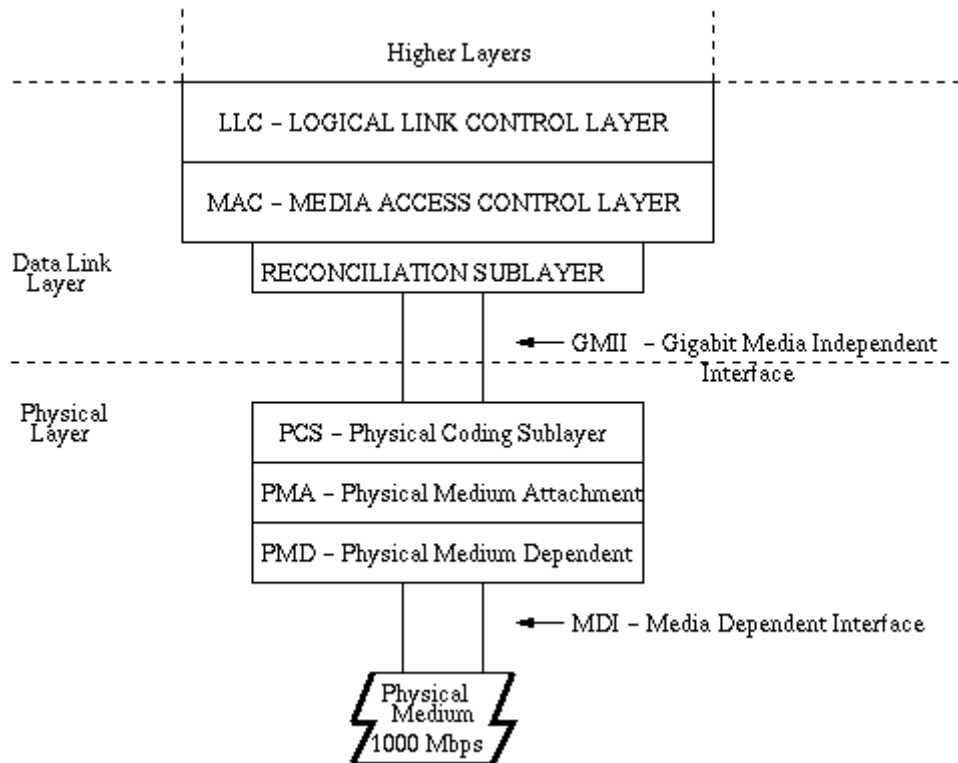 Higher Layers
LLC – LOGICAL LINK CONTROL LAYER
MAC – MEDIA ACCESS CONTROL LAYER
Data Link
Layer
RECONCILIATION SUBLAYER
GMII – Gigabit Media Independent
Interface
Physical
Layer
PCS – Physical Coding Sublayer
PMA – Physical Medium Attachment
PMD – Physical Medium Dependent
MDI – Media Dependent Interface
Physical
Medium
1000 Mbps